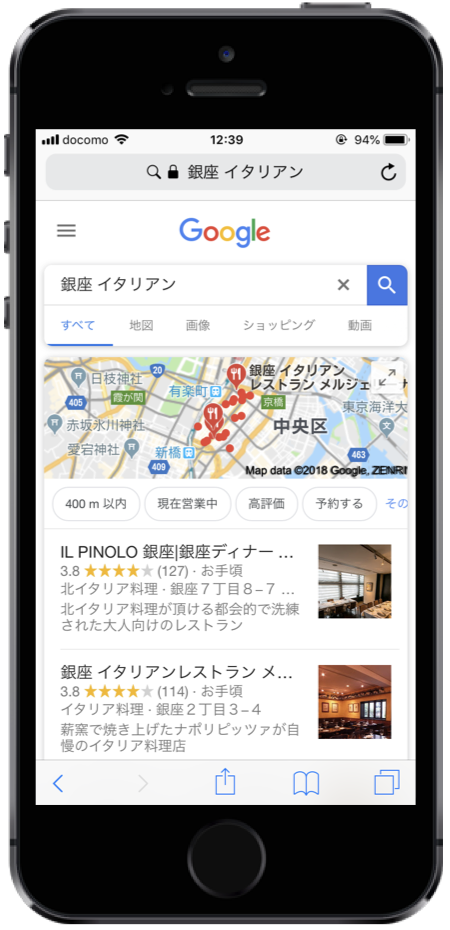 docomo 12:39 94%
銀座 イタリアン
Google
銀座 イタリアン
すべて 地図 画像 ショッピング 動画
日枝神社
20
有楽町
銀座 イタリアン
レストラン メルジェ
405
霞が関
京橋
東京海洋大
赤坂氷川神社
中央区
愛宕神社
新橋
409
463
Map data ©2018 Google, ZENRI
400 m 以内 現在営業中 高評価 予約する その
IL PINOLO 銀座|銀座ディナー ...
3.8 (127) · お手頃
北イタリア料理 · 銀座７丁目８−７ ...
北イタリア料理が頂ける都会的で洗練
された大人向けのレストラン
銀座 イタリアンレストラン メ...
3.8 (114) · お手頃
イタリア料理 · 銀座２丁目３−４
薪窯で焼き上げたナポリピッツァが自
慢のイタリア料理店